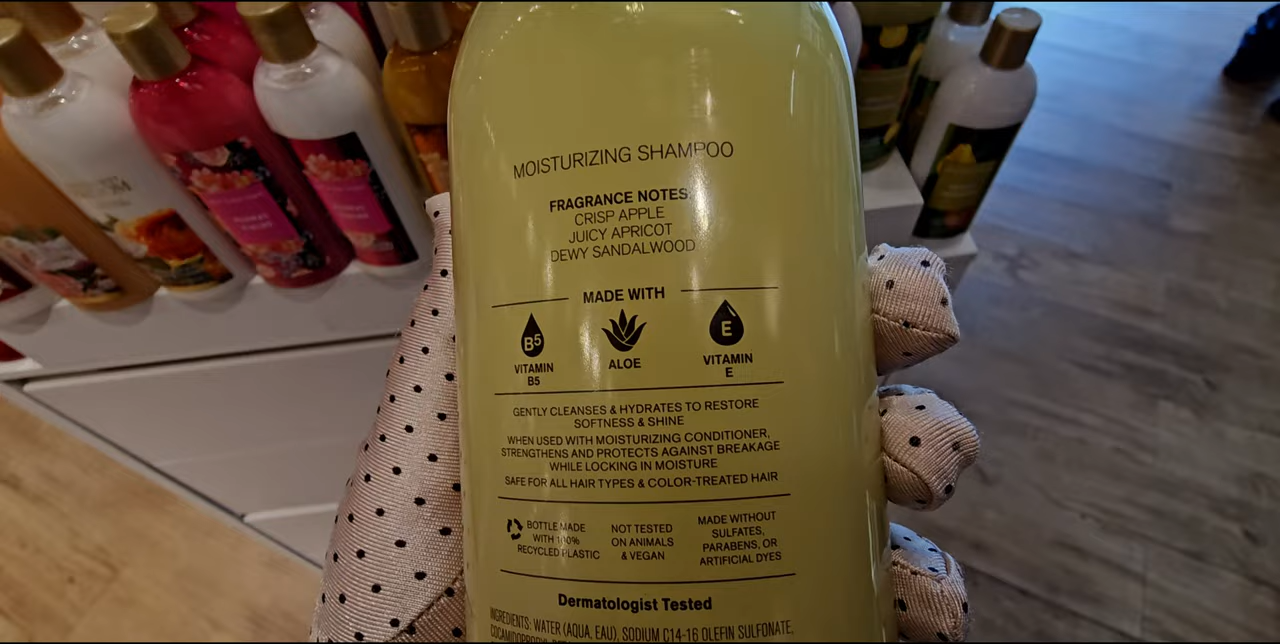 MOISTURIZING SHAMPOO
FRAGRANCE NOTES
CRISP APPLE
JUICY APRICOT
DEWY SANDALWOOD
MADE WITH
B5
VITAMIN
B5
ALOE
E
VITAMIN
E
GENTLY CLEANSES & HYDRATES TO RESTORE
SOFTNESS & SHINE
WHEN USED WITH MOISTURIZING CONDITIONER,
STRENGTHENS AND PROTECTS AGAINST BREAKAGE
WHILE LOCKING IN MOISTURE
SAFE FOR ALL HAIR TYPES & COLOR-TREATED HAIR
BOTTLE MADE
WITH 100%
RECYCLED PLASTIC
NOT TESTED
ON ANIMALS
& VEGAN
MADE WITHOUT
SULFATES,
PARABENS, OR
ARTIFICIAL DYES
Dermatologist Tested
INGREDIENTS: WATER (AQUA, EAU), SODIUM C14-16 OLEFIN SULFONATE,